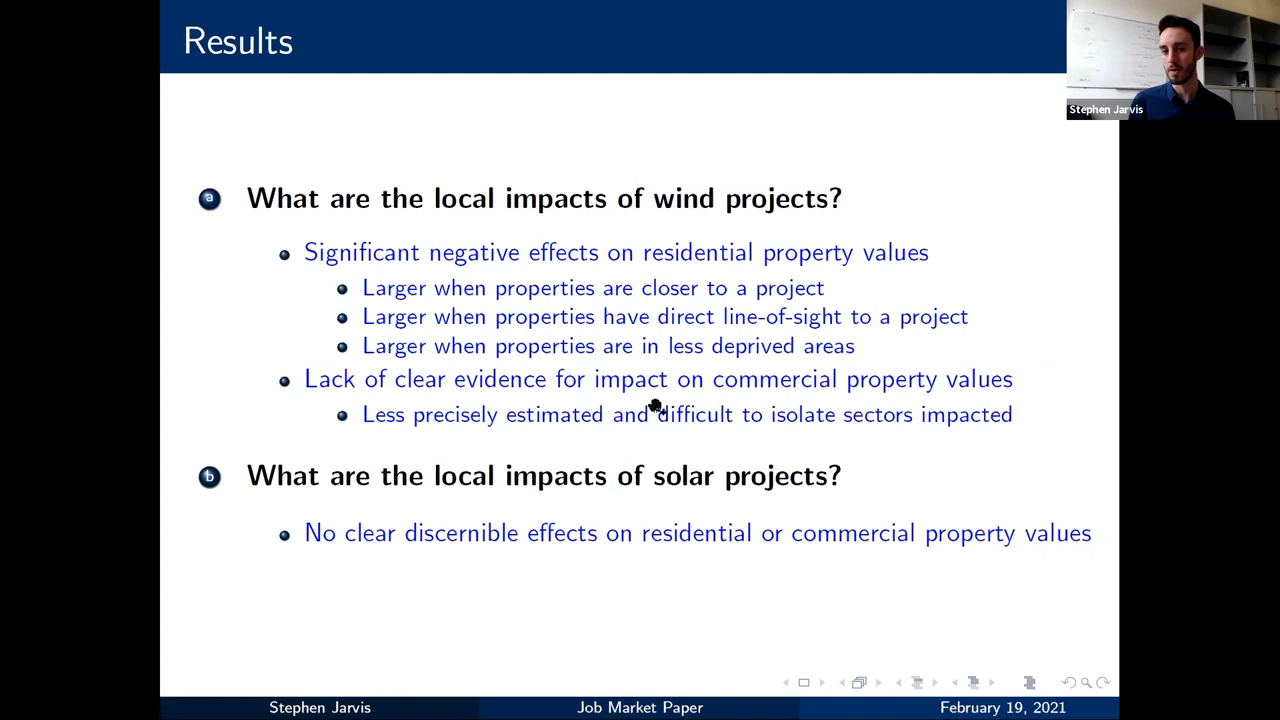 Results
Stephen Jarvis
a What are the local impacts of wind projects?
Significant negative effects on residential property values
Larger when properties are closer to a project
Larger when properties have direct line-of-sight to a project
Larger when properties are in less deprived areas
Lack of clear evidence for impact on commercial property values
Less precisely estimated and difficult to isolate sectors impacted
b What are the local impacts of solar projects?
No clear discernible effects on residential or commercial property values
Stephen Jarvis Job Market Paper February 19, 2021